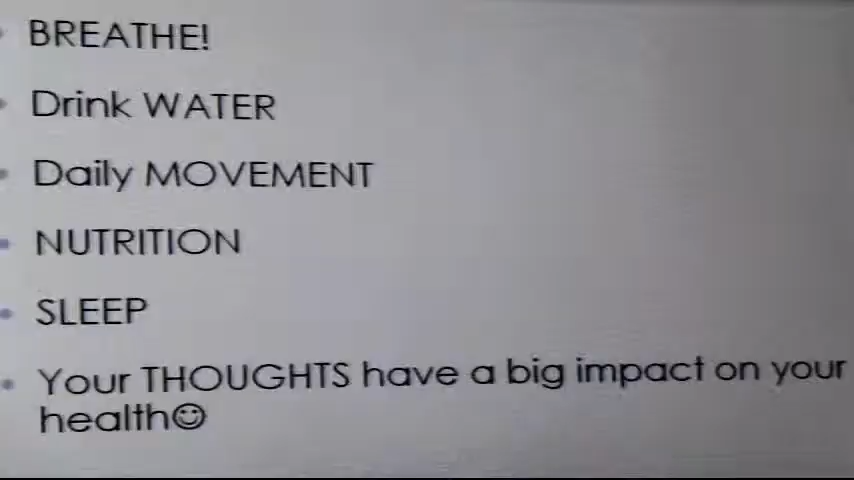 • BREATHE!
• Drink WATER
• Daily MOVEMENT
• NUTRITION
• SLEEP
• Your THOUGHTS have a big impact on your
health☺